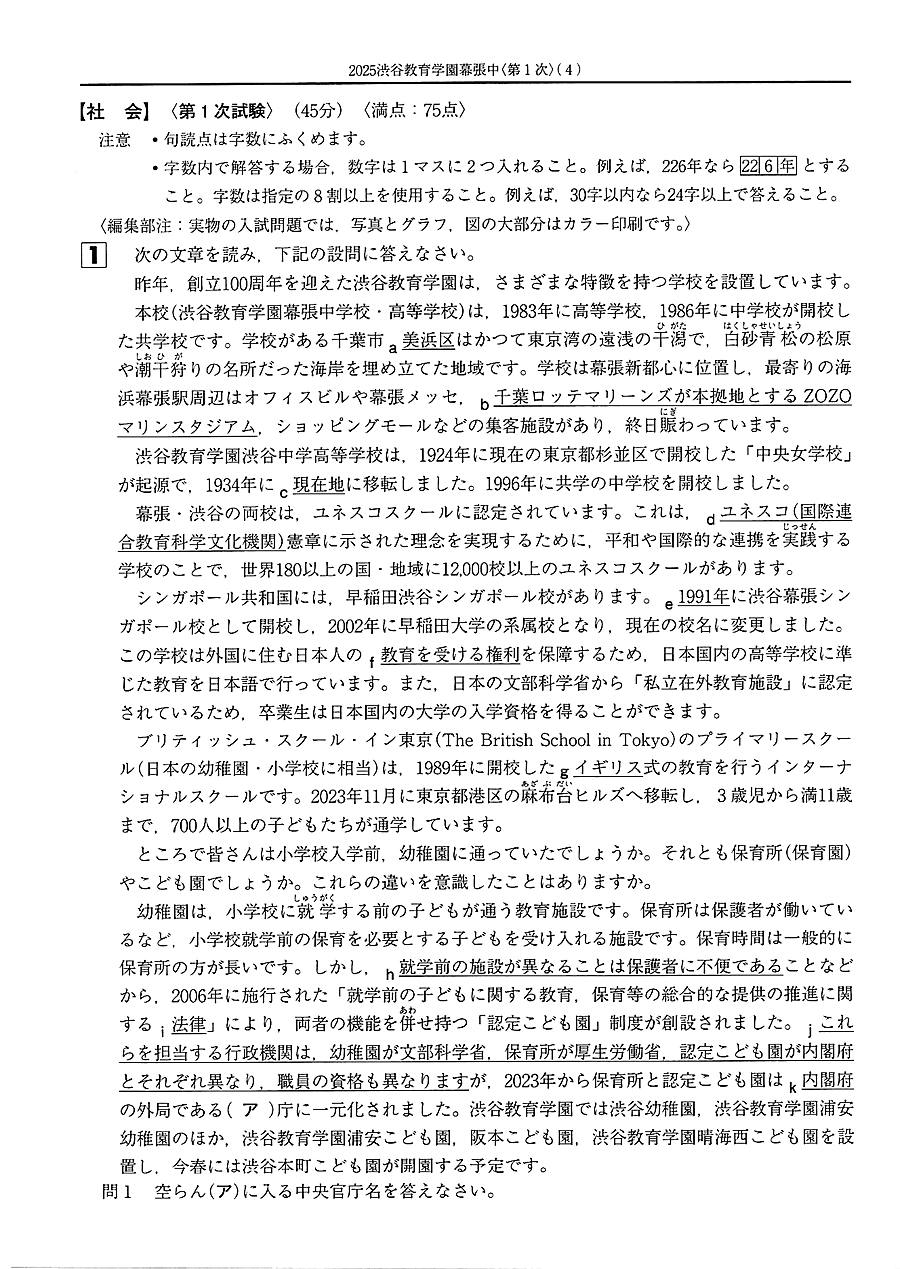 2025渋谷教育学園幕張中〈第1次〉(4)
【社　会】〈第1次試験〉（45分）〈満点：75点〉
注意　・句読点は字数にふくめます。
・字数内で解答する場合，数字は1マスに2つ入れること。例えば，226年なら22 6 年とする
こと。字数は指定の8割以上を使用すること。例えば，30字以内なら24字以上で答えること。
〈編集部注：実物の入試問題では，写真とグラフ，図の大部分はカラー印刷です。〉
1　次の文章を読み，下記の設問に答えなさい。
昨年，創立100周年を迎えた渋谷教育学園は，さまざまな特徴を持つ学校を設置しています。
本校(渋谷教育学園幕張中学校・高等学校)は，1983年に高等学校，1986年に中学校が開校し
た共学校です。学校がある千葉市a美浜区はかつて東京湾の遠浅の干潟で，白砂青松の松原
や潮干狩りの名所だった海岸を埋め立てた地域です。学校は幕張新都心に位置し，最寄りの海
浜幕張駅周辺はオフィスビルや幕張メッセ，b千葉ロッテマリーンズが本拠地とするZOZO
マリンスタジアム，ショッピングモールなどの集客施設があり，終日賑わっています。
渋谷教育学園渋谷中学高等学校は，1924年に現在の東京都杉並区で開校した「中央女学校」
が起源で，1934年にc現在地に移転しました。1996年に共学の中学校を開校しました。
幕張・渋谷の両校は，ユネスコスクールに認定されています。これは，dユネスコ(国際連
合教育科学文化機関)憲章に示された理念を実現するために，平和や国際的な連携を実践する
学校のことで，世界180以上の国・地域に12,000校以上のユネスコスクールがあります。
シンガポール共和国には，早稲田渋谷シンガポール校があります。e1991年に渋谷幕張シン
ガポール校として開校し，2002年に早稲田大学の系属校となり，現在の校名に変更しました。
この学校は外国に住む日本人のf教育を受ける権利を保障するため，日本国内の高等学校に準
じた教育を日本語で行っています。また，日本の文部科学省から「私立在外教育施設」に認定
されているため，卒業生は日本国内の大学の入学資格を得ることができます。
ブリティッシュ・スクール・イン東京(The British School in Tokyo)のプライマリースクー
ル(日本の幼稚園・小学校に相当)は，1989年に開校したgイギリス式の教育を行うインターナ
ショナルスクールです。2023年11月に東京都港区の麻布台ヒルズへ移転し，3歳児から満11歳
まで，700人以上の子どもたちが通学しています。
ところで皆さんは小学校入学前，幼稚園に通っていたでしょうか。それとも保育所(保育園)
やこども園でしょうか。これらの違いを意識したことはありますか。
幼稚園は，小学校に就学する前の子どもが通う教育施設です。保育所は保護者が働いてい
るなど，小学校就学前の保育を必要とする子どもを受け入れる施設です。保育時間は一般的に
保育所の方が長いです。しかし，h就学前の施設が異なることは保護者に不便であることなど
から，2006年に施行された「就学前の子どもに関する教育，保育等の総合的な提供の推進に関
するi法律」により，両者の機能を併せ持つ「認定こども園」制度が創設されました。jこれ
らを担当する行政機関は，幼稚園が文部科学省，保育所が厚生労働省，認定こども園が内閣府
とそれぞれ異なり，職員の資格も異なりますが，2023年から保育所と認定こども園はk内閣府
の外局である( ア )庁に一元化されました。渋谷教育学園では渋谷幼稚園，渋谷教育学園浦安
幼稚園のほか，渋谷教育学園浦安こども園，阪本こども園，渋谷教育学園晴海西こども園を設
置し，今春には渋谷本町こども園が開園する予定です。
問1　空らん(ア)に入る中央官庁名を答えなさい。